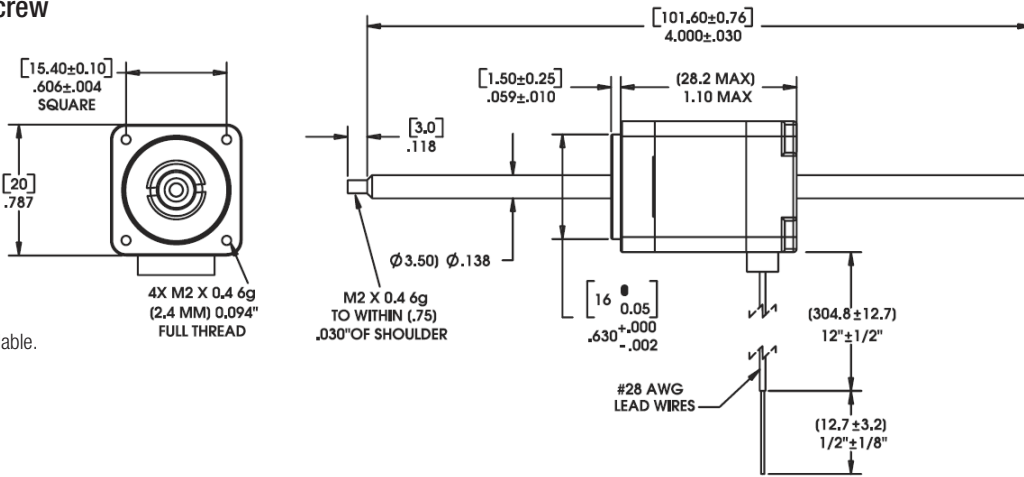 crew
[15.40±0.10]
.606±.004
SQUARE
[20]
.787
4X M2 X 0.4 6g
(2.4 MM) 0.094"
FULL THREAD
able.
[101.60±0.76]
4.000±.030
[1.50±0.25]
.059±.010
(28.2 MAX)
1.10 MAX
[3.0]
.118
Ø3.50) Ø.138
M2 X 0.4 6g
TO WITHIN (.75)
.030"OF SHOULDER
[16 0
0.05]
.630 +.000
-.002
#28 AWG
LEAD WIRES
(304.8±12.7)
12"±1/2"
(12.7±3.2)
1/2"±1/8"